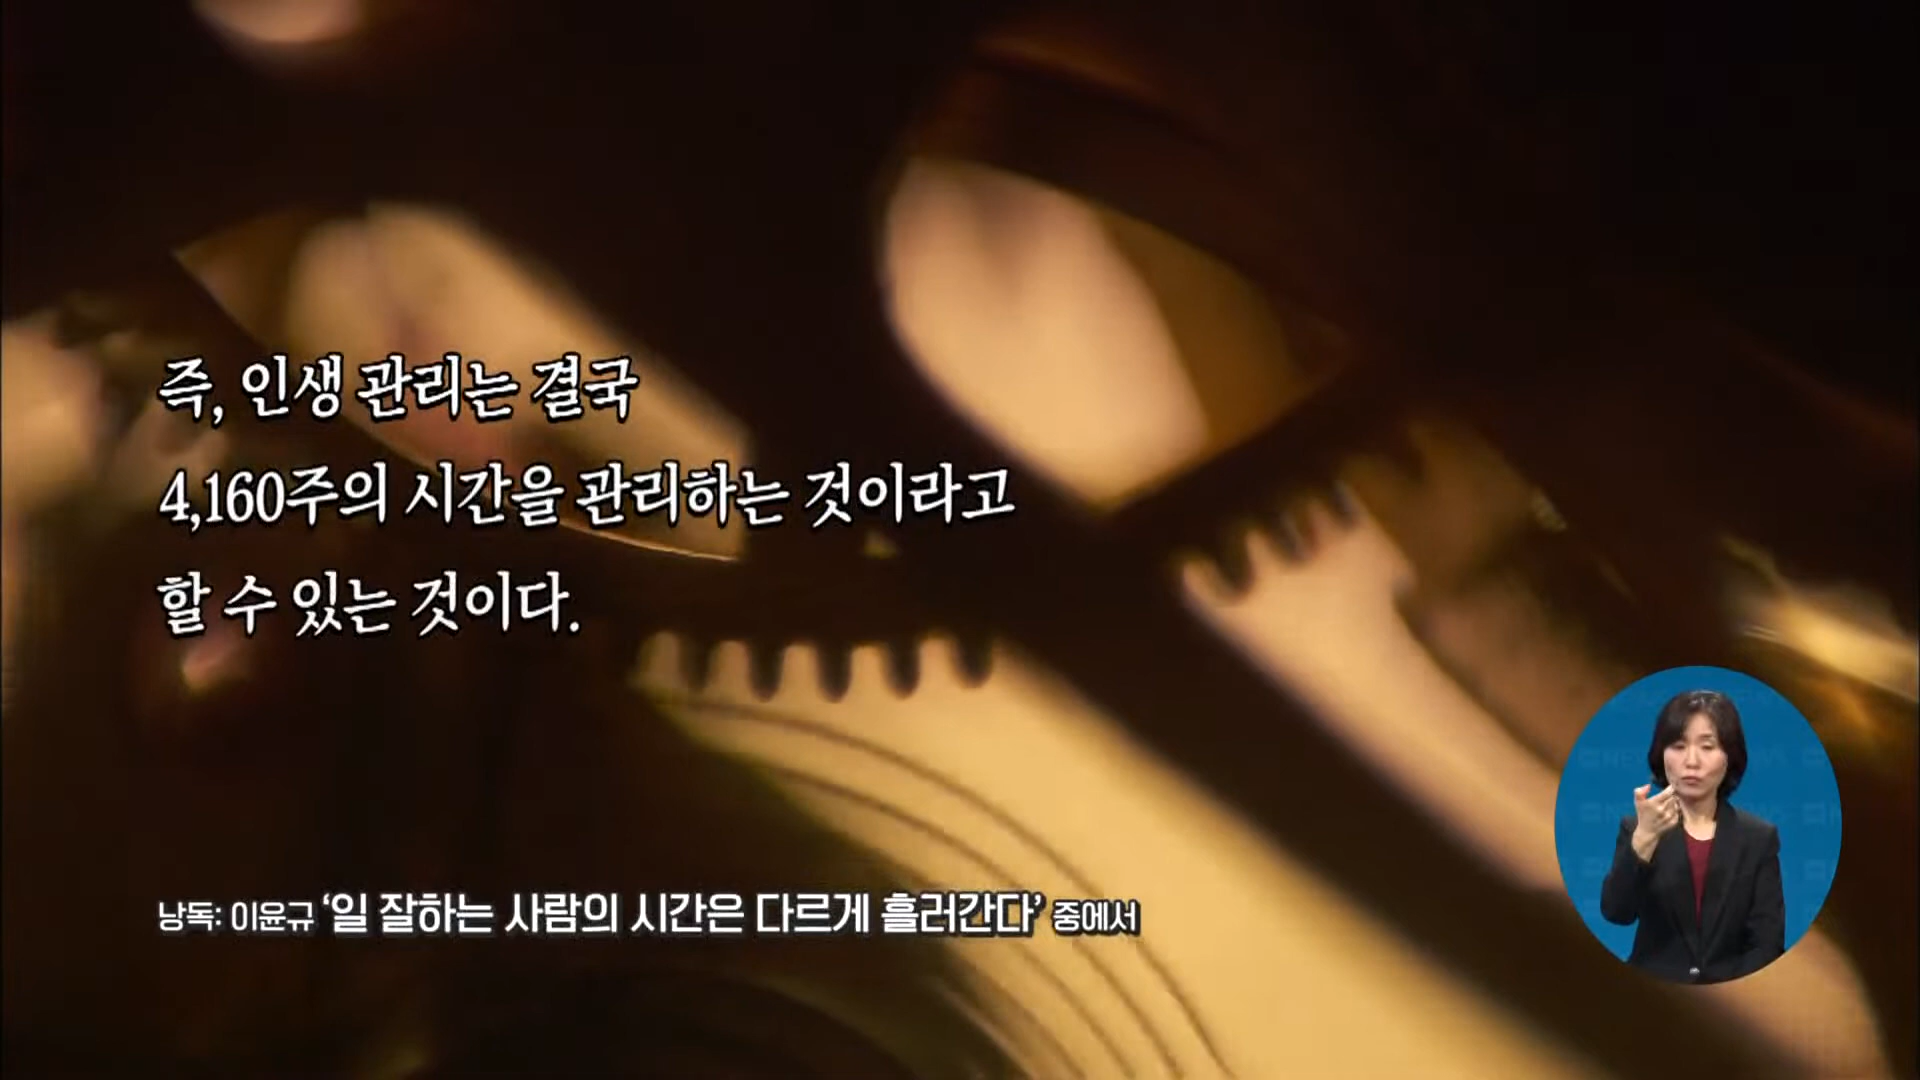 즉, 인생 관리는 결국
4,160주의 시간을 관리하는 것이라고
할 수 있는 것이다.
낭독: 이윤규 ‘일 잘하는 사람의 시간은 다르게 흘러간다’ 중에서